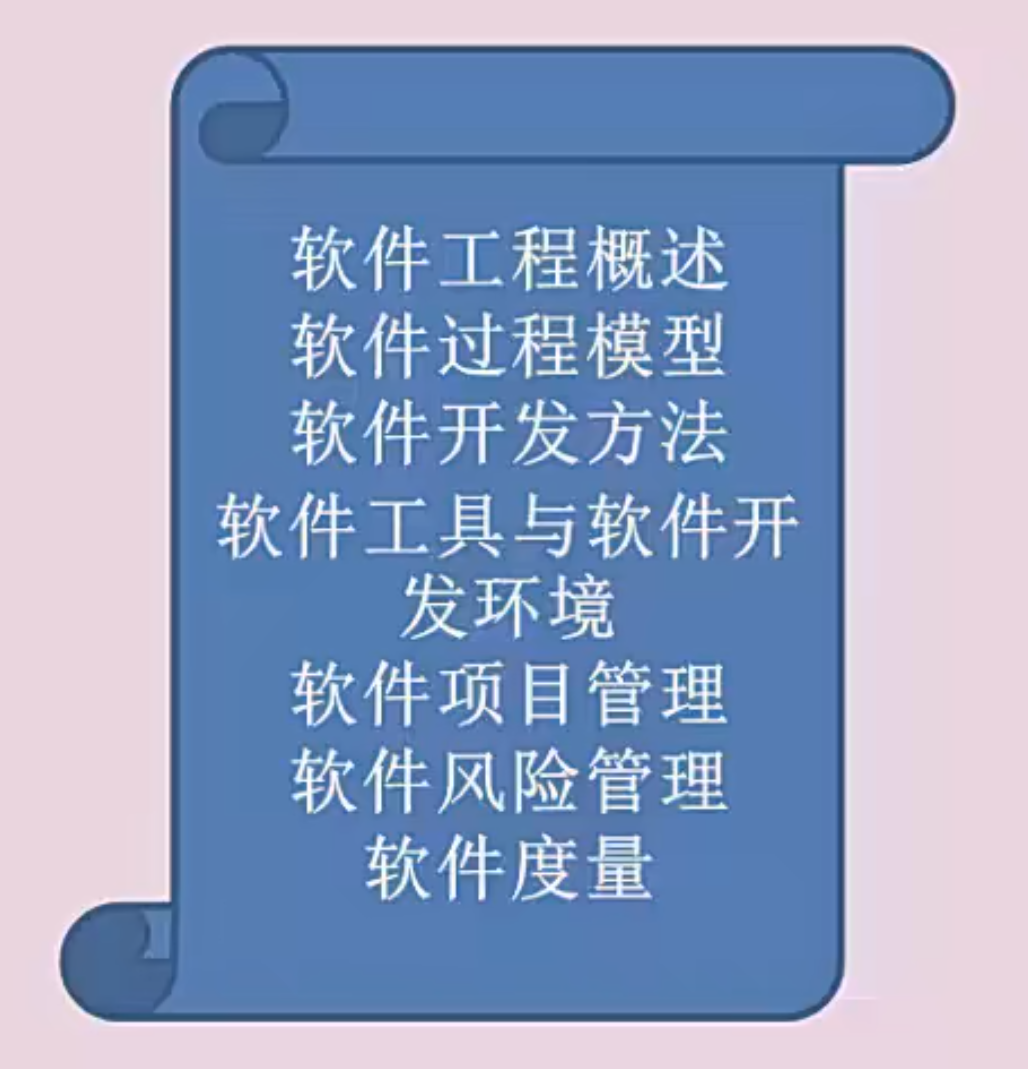 软件工程概述
软件过程模型
软件开发方法
软件工具与软件开
发环境
软件项目管理
软件风险管理
软件度量